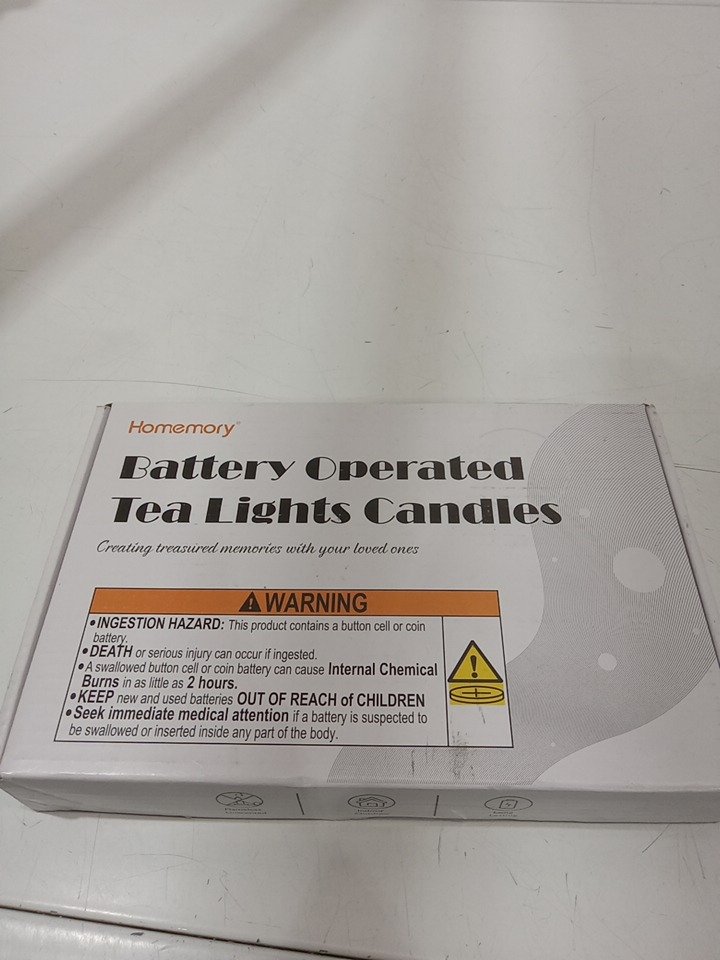 Homemory®
Battery Operated
Tea Lights Candles
Creating treasured memories with your loved ones
WARNING
• INGESTION HAZARD: This product contains a button cell or coin
battery.
• DEATH or serious injury can occur if ingested.
• A swallowed button cell or coin battery can cause Internal Chemical
Burns in as little as 2 hours.
• KEEP new and used batteries OUT OF REACH of CHILDREN
• Seek immediate medical attention if a battery is suspected to
be swallowed or inserted inside any part of the body.